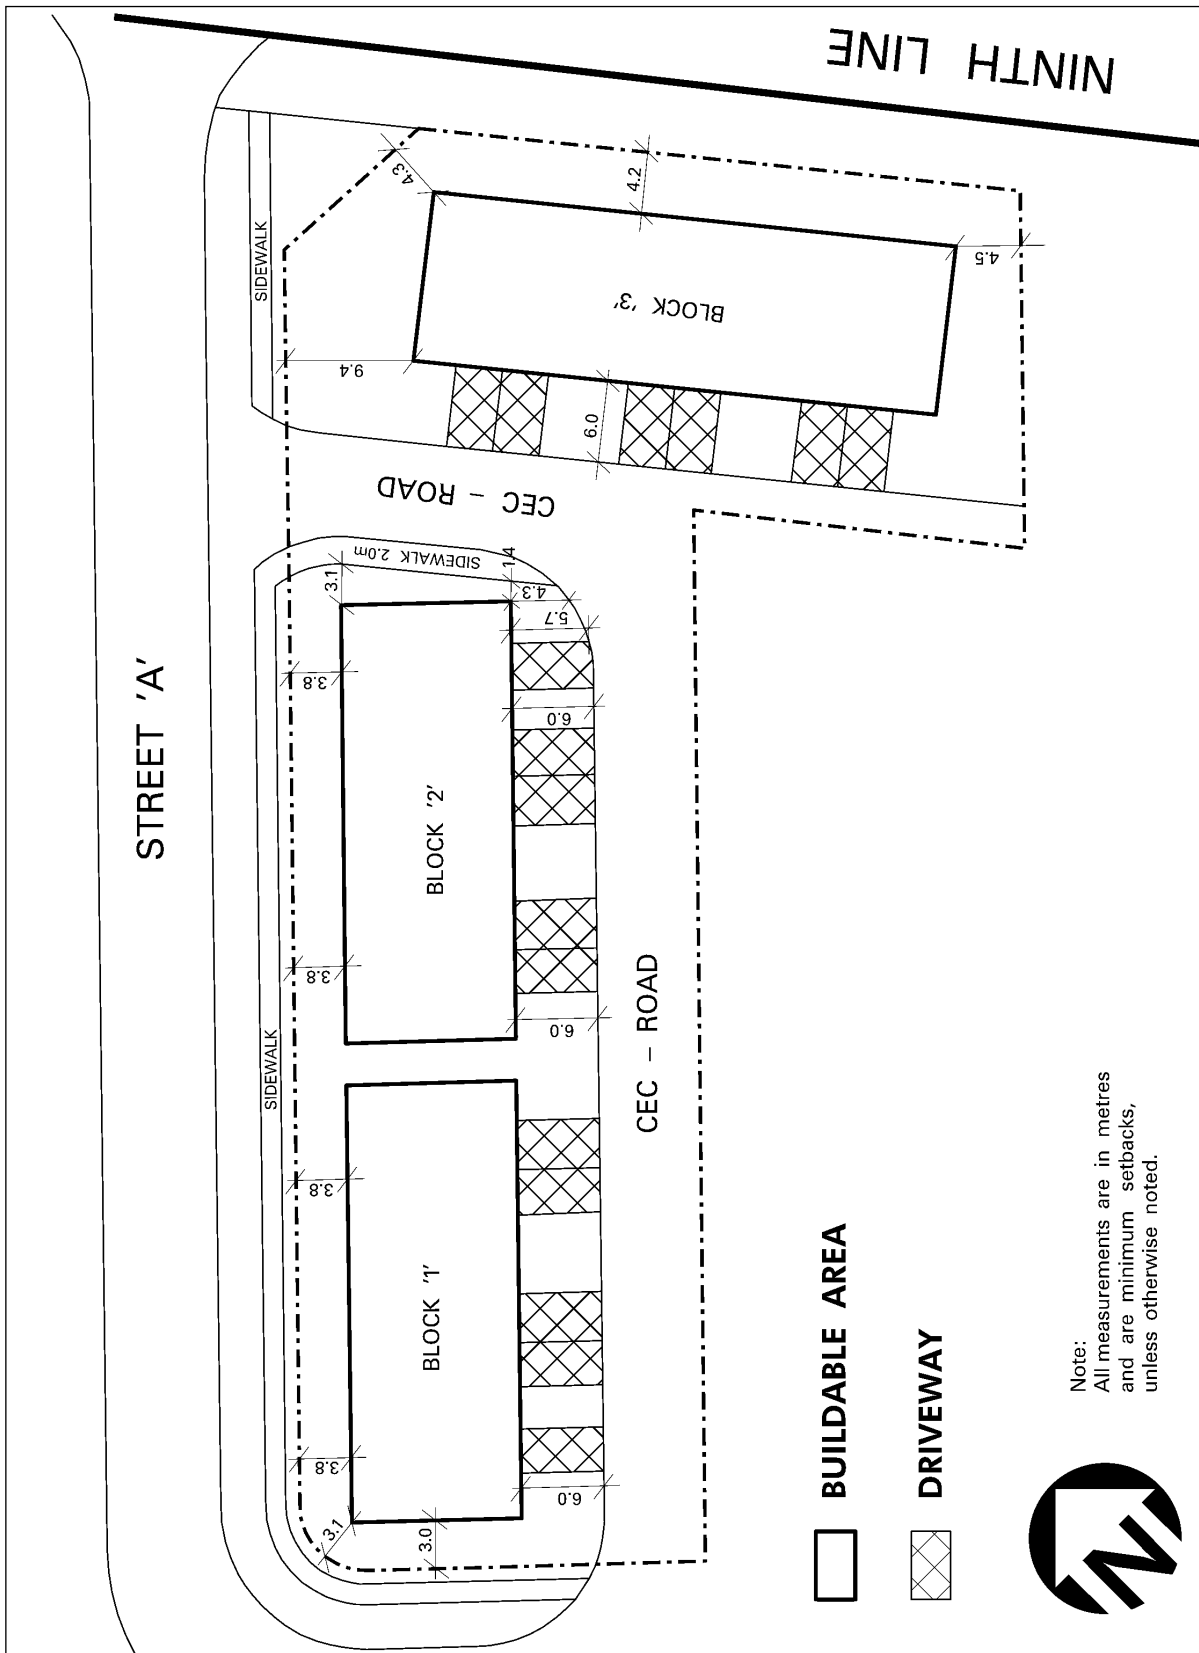 NINTH LINE
STREET 'A'
SIDEWALK
4.3
4.2
9.4
BLOCK '3'
4.5
6.0
CEC - ROAD
SIDEWALK 2.0m
3.1
1.4
4.3
5.7
3.8
6.0
BLOCK '2'
3.8
6.0
SIDEWALK
CEC - ROAD
3.8
BLOCK '1'
3.8
6.0
3.1
3.0
BUILDABLE AREA
DRIVEWAY
Note:
All measurements are in metres
and are minimum setbacks,
unless otherwise noted.
N